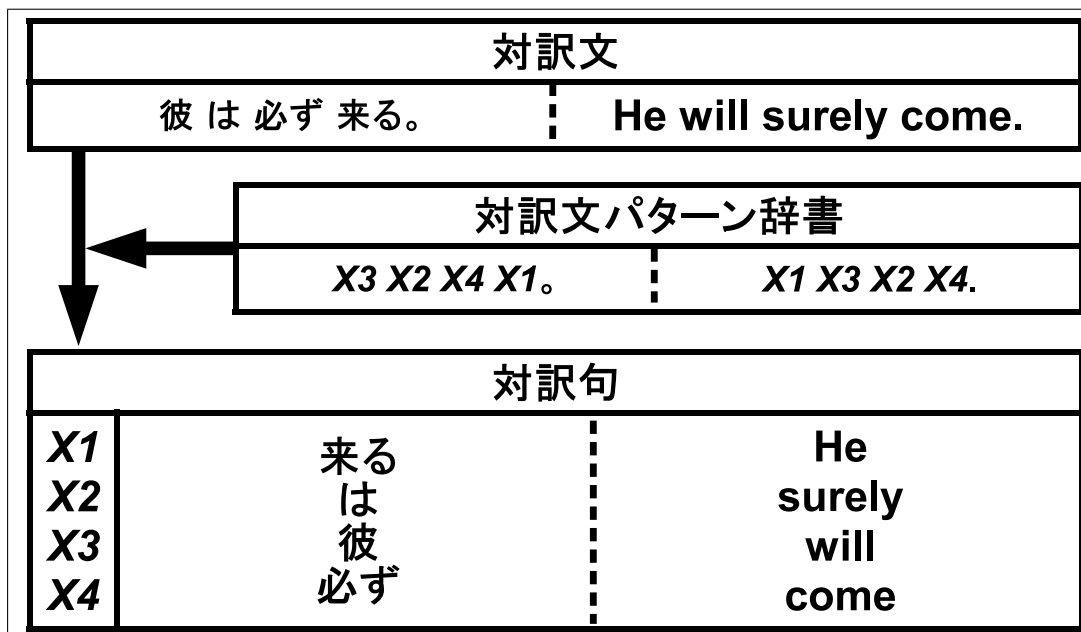 対訳文
彼 は 必ず 来る。 He will surely come.
対訳文パターン辞書
X3 X2 X4 X1。 X1 X3 X2 X4.
対訳句
X1 来る He
X2 は surely
X3 彼 will
X4 必ず come